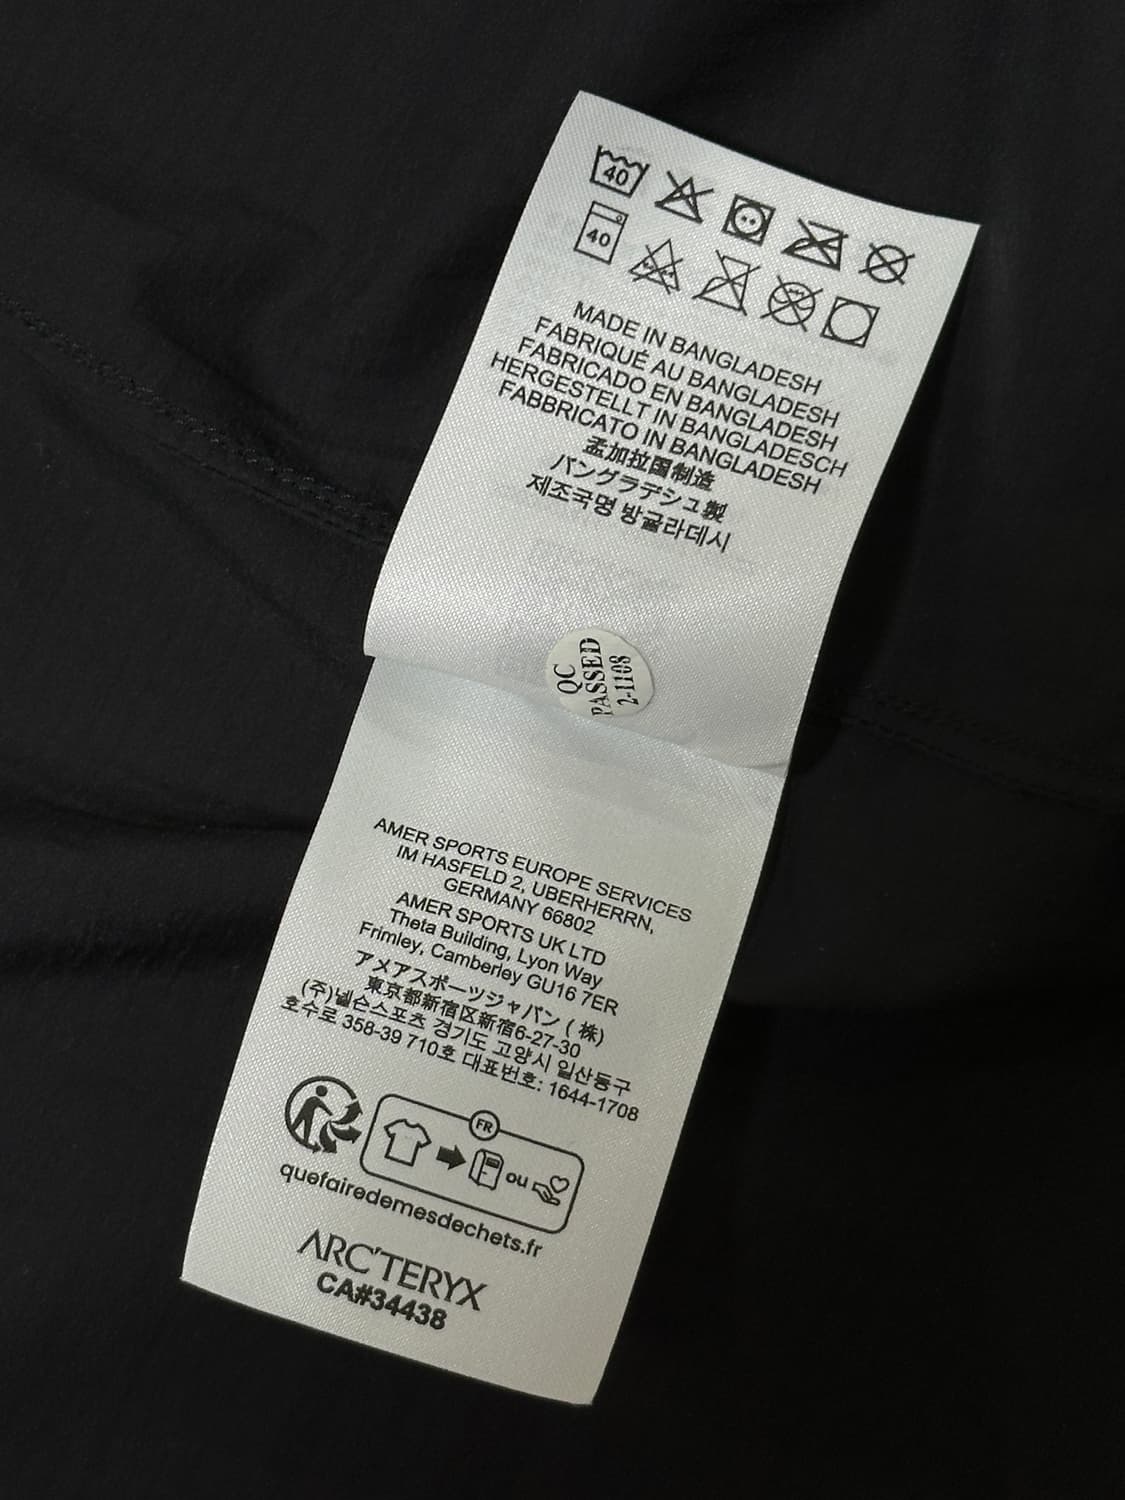 40
40
MADE IN BANGLADESH
FABRIQUÉ AU BANGLADESH
FABRICADO EN BANGLADESH
HERGESTELLT IN BANGLADESCH
FABBRICATO IN BANGLADESH
孟加拉国制造
バングラデシュ製
제조국명 방글라데시
QC
PASSED
2-1108
AMER SPORTS EUROPE SERVICES
IM HASFELD 2, UBERHERRN,
GERMANY 66802
AMER SPORTS UK LTD
Theta Building, Lyon Way
Frimley, Camberley GU16 7ER
アメアスポーツジャパン ( 株)
東京都新宿区新宿6-27-30
(주)넬슨스포츠 경기도 고양시 일산동구
호수로 358-39 710호 대표번호: 1644-1708
FR
ou
quefairedemesdechets.fr
ARC'TERYX
CA#34438